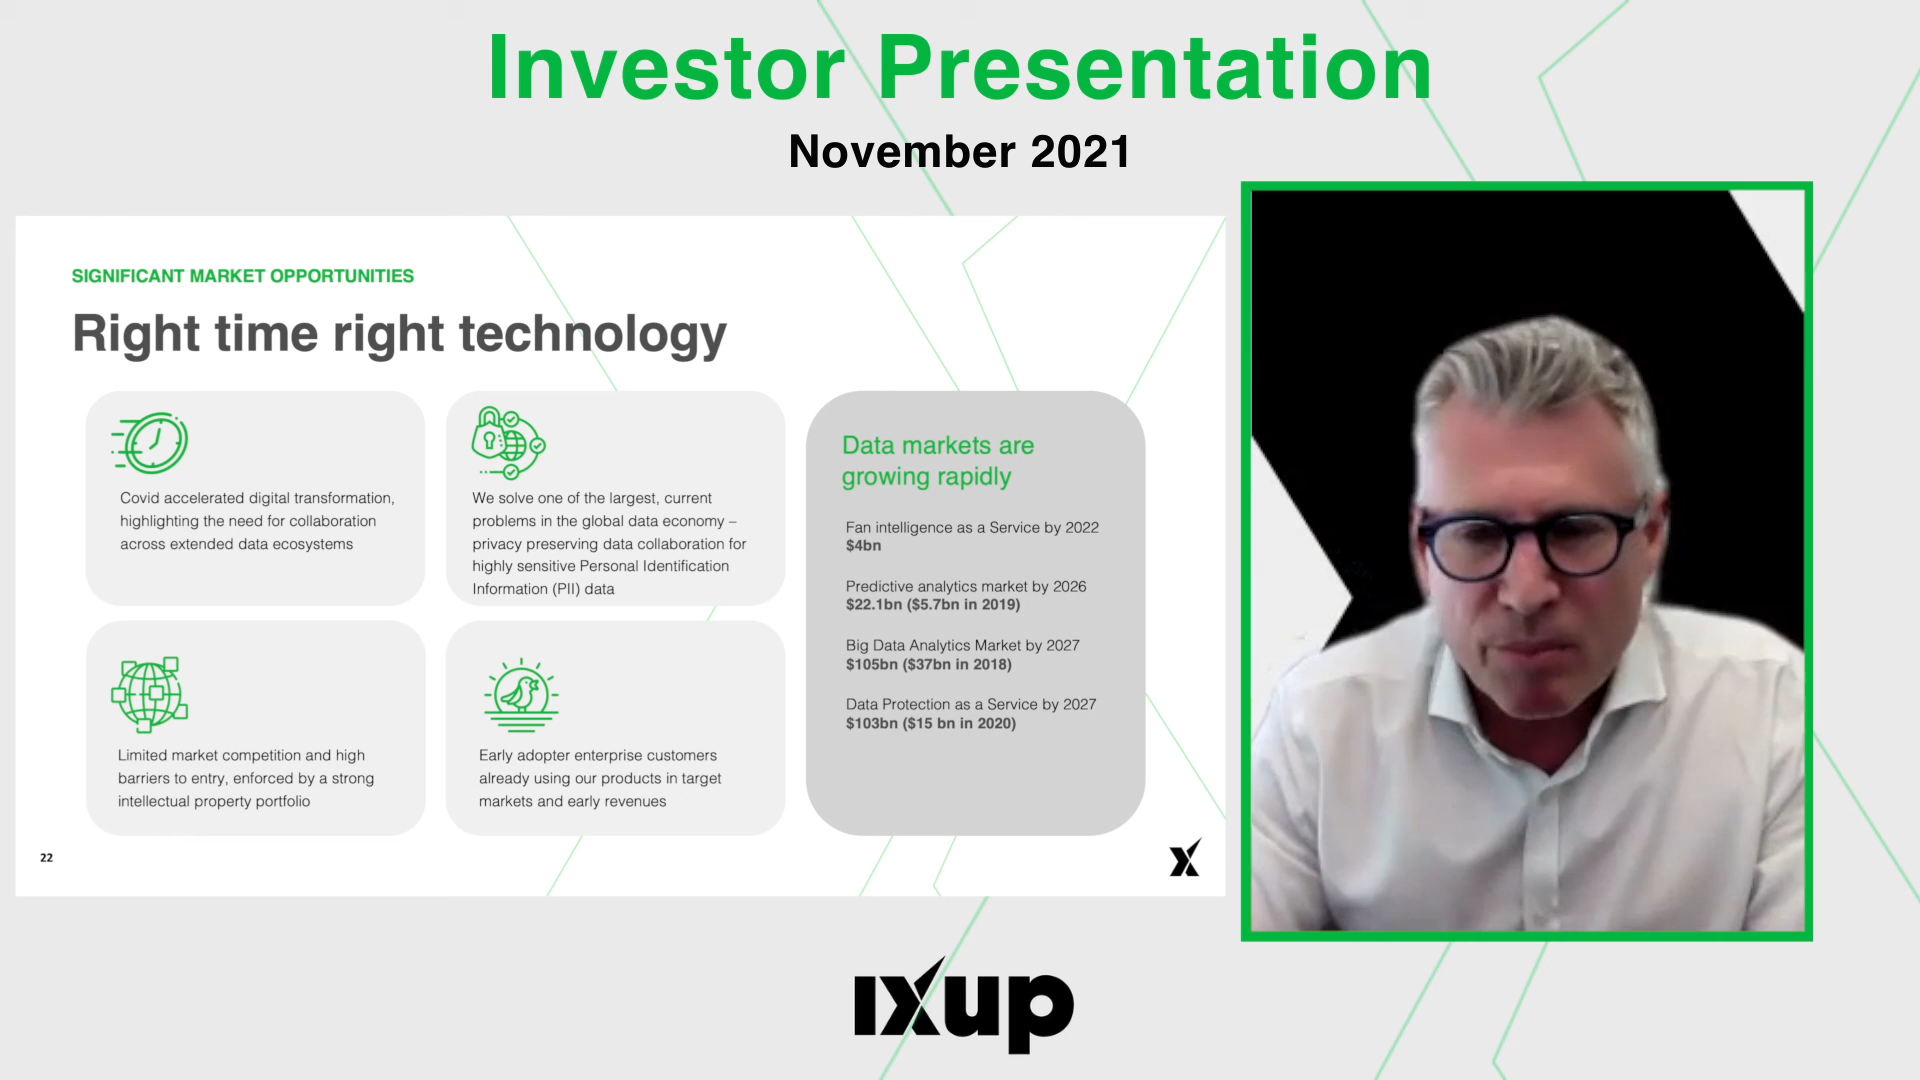 Investor Presentation
November 2021
SIGNIFICANT MARKET OPPORTUNITIES
Right time right technology
Covid accelerated digital transformation,
highlighting the need for collaboration
across extended data ecosystems
We solve one of the largest, current
problems in the global data economy –
privacy preserving data collaboration for
highly sensitive Personal Identification
Information (PII) data
Limited market competition and high
barriers to entry, enforced by a strong
intellectual property portfolio
Early adopter enterprise customers
already using our products in target
markets and early revenues
Data markets are
growing rapidly
Fan intelligence as a Service by 2022
$4bn
Predictive analytics market by 2026
$22.1bn ($5.7bn in 2019)
Big Data Analytics Market by 2027
$105bn ($37bn in 2018)
Data Protection as a Service by 2027
$103bn ($15 bn in 2020)
22
ixup